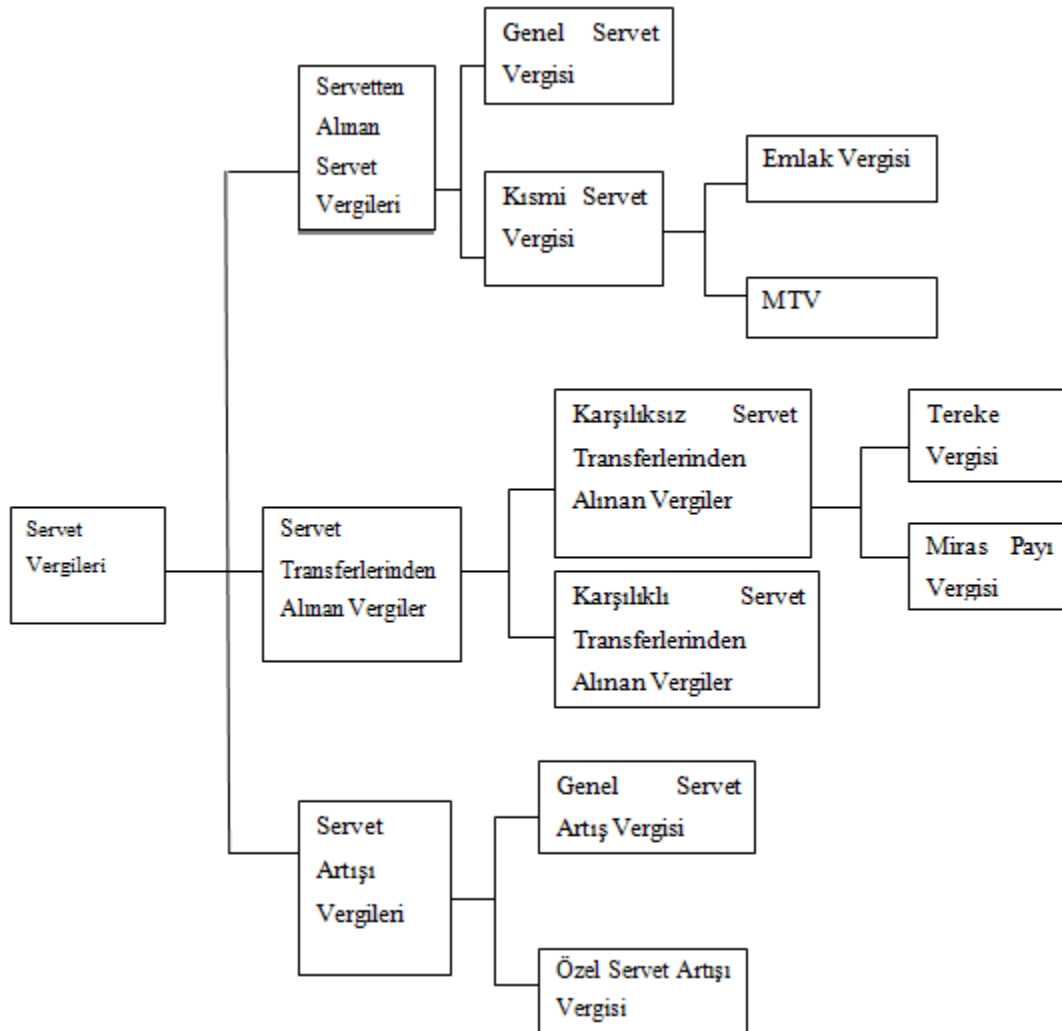 Genel Servet
Vergisi
Servetten
Alınan
Servet
Vergileri
Kısmi Servet
Vergisi
Emlak Vergisi
MTV
Karşılıksız Servet
Transferlerinden
Alınan Vergiler
Tereke
Vergisi
Miras Payı
Vergisi
Servet
Vergileri
Servet
Transferlerinden
Alınan Vergiler
Karşılıklı Servet
Transferlerinden
Alınan Vergiler
Genel Servet
Artış Vergisi
Servet
Artışı
Vergileri
Özel Servet Artışı
Vergisi